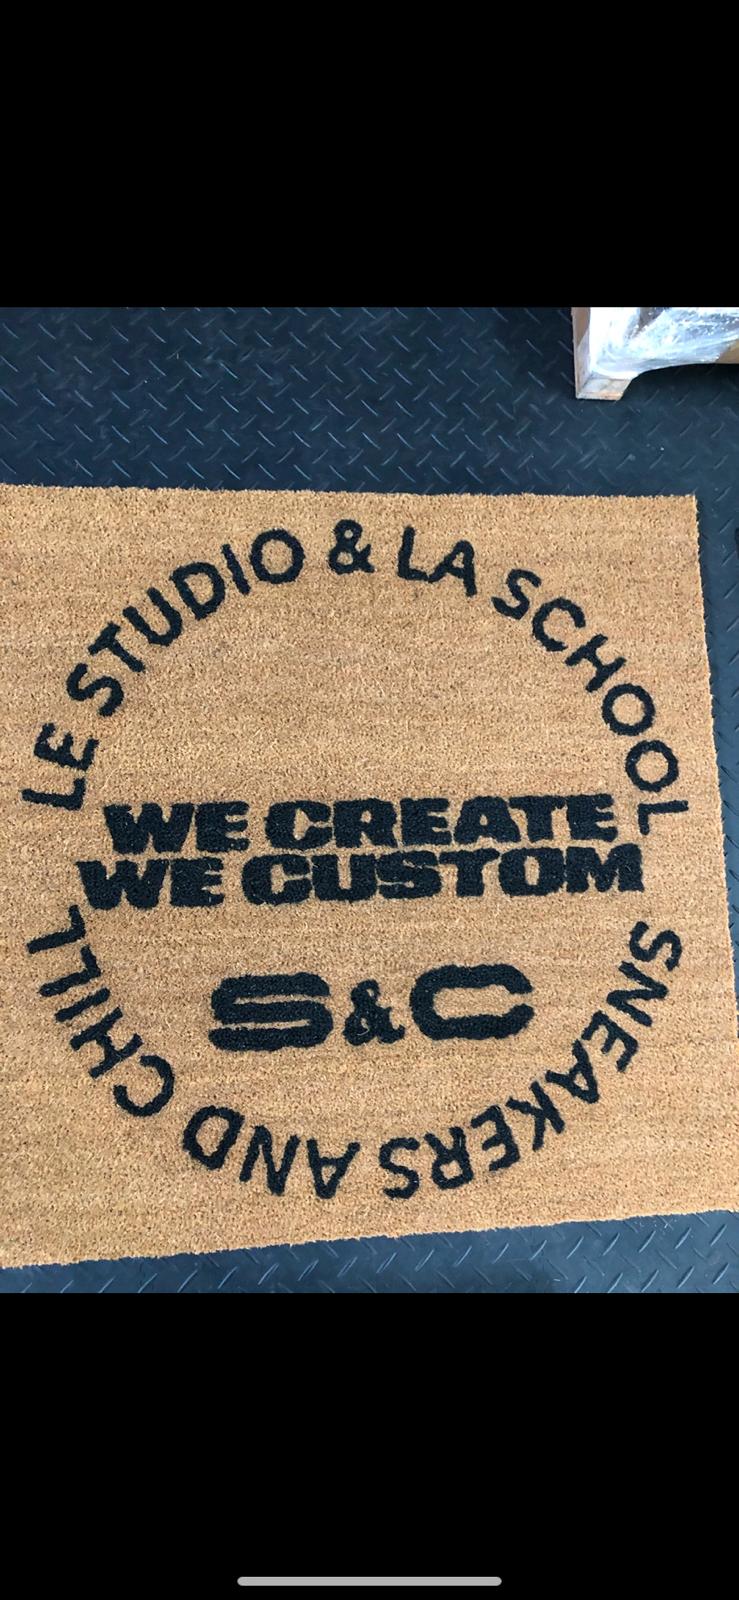 LE STUDIO & LA SCHOOL
WE CREATE
WE CUSTOM
S&C
SNEAKERS AND CHILL